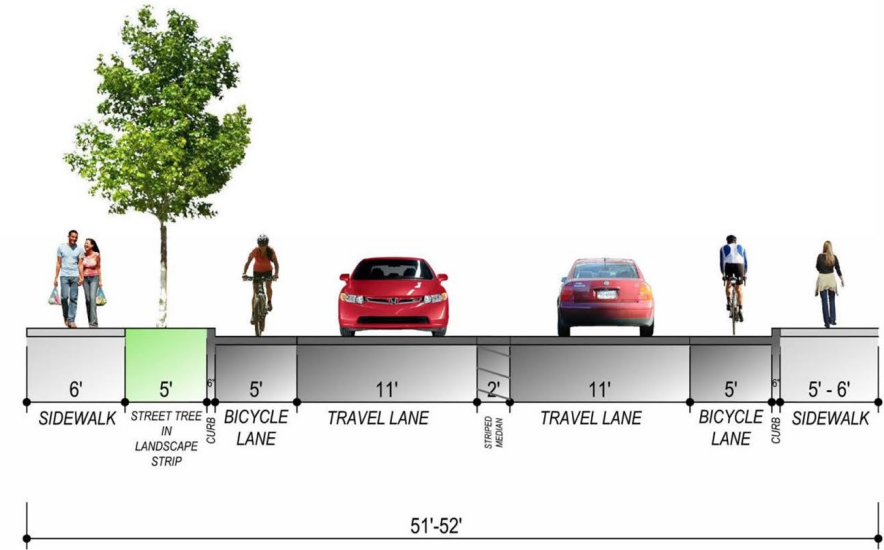 6'
5'
6"
5'
11'
2'
11'
5'
6"
5' - 6'
SIDEWALK
STREET TREE
IN
LANDSCAPE
STRIP
CURB
BICYCLE
LANE
TRAVEL LANE
STRIPED
MEDIAN
TRAVEL LANE
BICYCLE
LANE
CURB
SIDEWALK
51'-52'